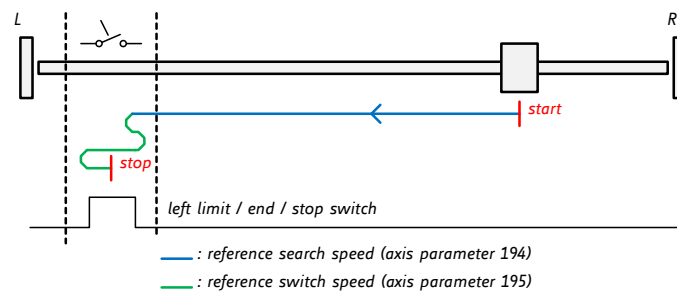 L
R
start
stop
left limit / end / stop switch
: reference search speed (axis parameter 194)
: reference switch speed (axis parameter 195)